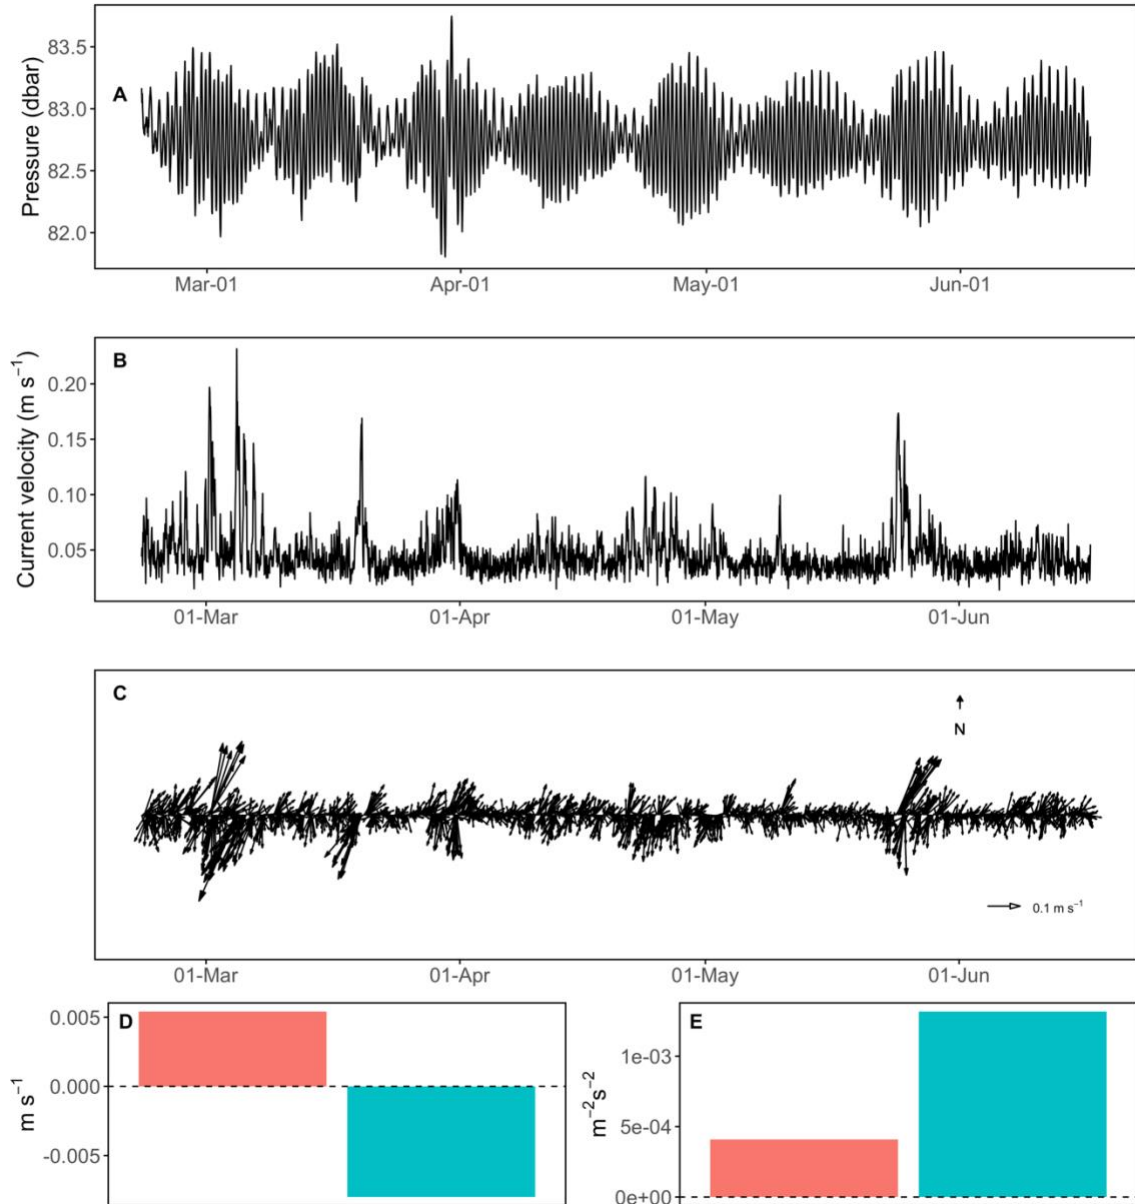 A
Pressure (dbar)
83.5
83.0
82.5
82.0
Mar-01 Apr-01 May-01 Jun-01
B
Current velocity (m s⁻¹)
0.20
0.15
0.10
0.05
01-Mar 01-Apr 01-May 01-Jun
C
N
0.1 m s⁻¹
01-Mar 01-Apr 01-May 01-Jun
D
m s⁻¹
0.005
0.000
-0.005
E
m⁻²s⁻²
1e-03
5e-04
0e+00